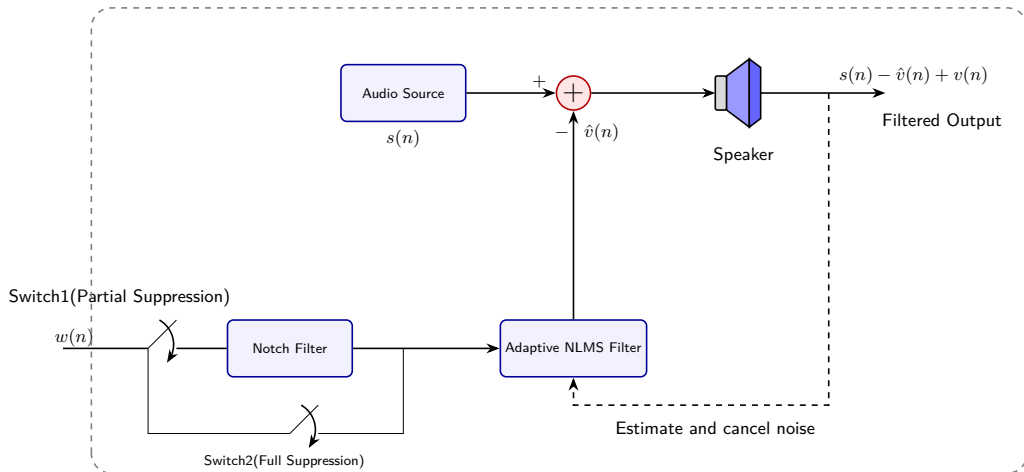 s(n) − v̂(n) + v(n)
Audio Source
+
+
s(n)
− v̂(n)
Filtered Output
Speaker
Switch1(Partial Suppression)
w(n)
Notch Filter
Adaptive NLMS Filter
Estimate and cancel noise
Switch2(Full Suppression)